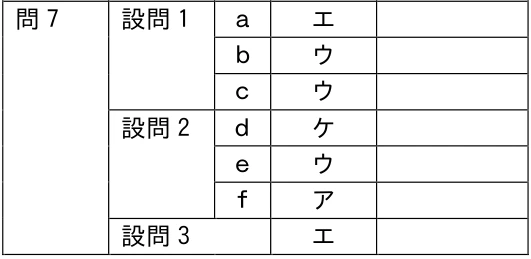 問7 設問1 a エ
b ウ
c ウ
設問2 d ケ
e ウ
f ア
設問3 エ